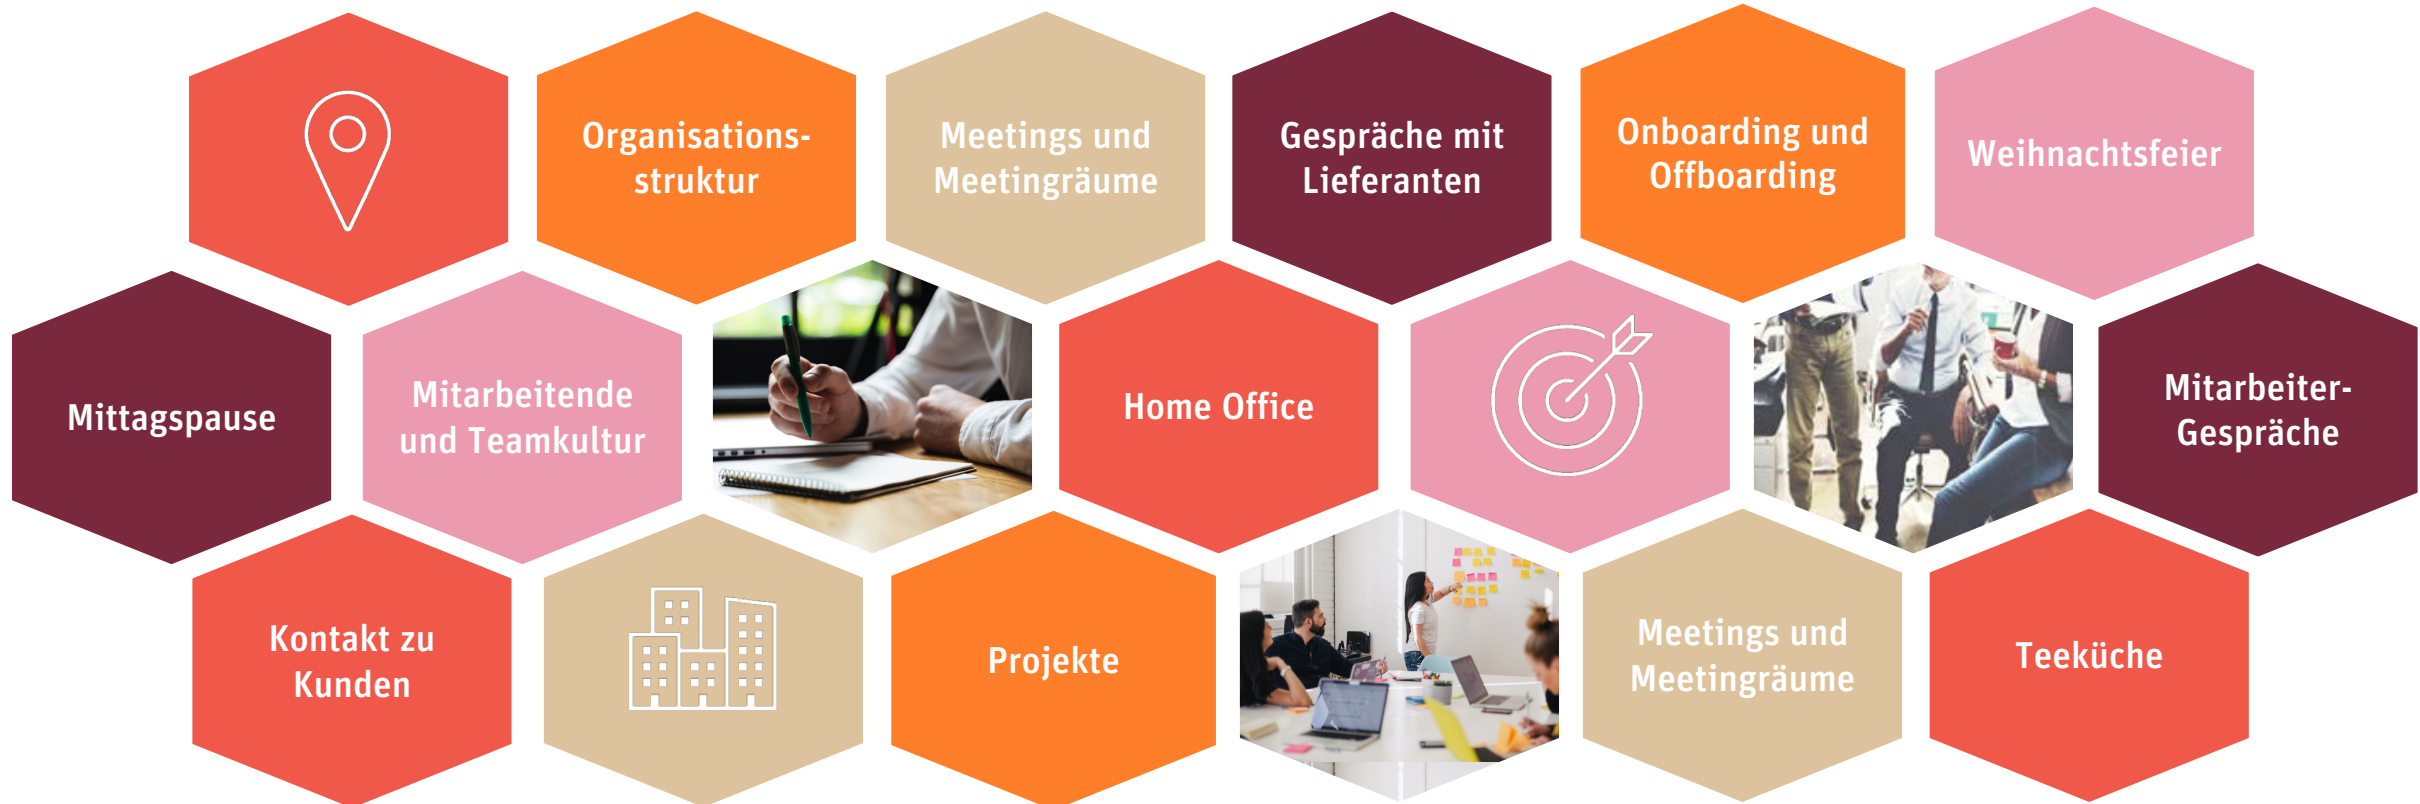 Organisations-
struktur
Meetings und
Meetingräume
Gespräche mit
Lieferanten
Onboarding und
Offboarding
Weihnachtsfeier
Mittagspause
Mitarbeitende
und Teamkultur
Home Office
Mitarbeiter-
Gespräche
Kontakt zu
Kunden
Projekte
Meetings und
Meetingräume
Teeküche